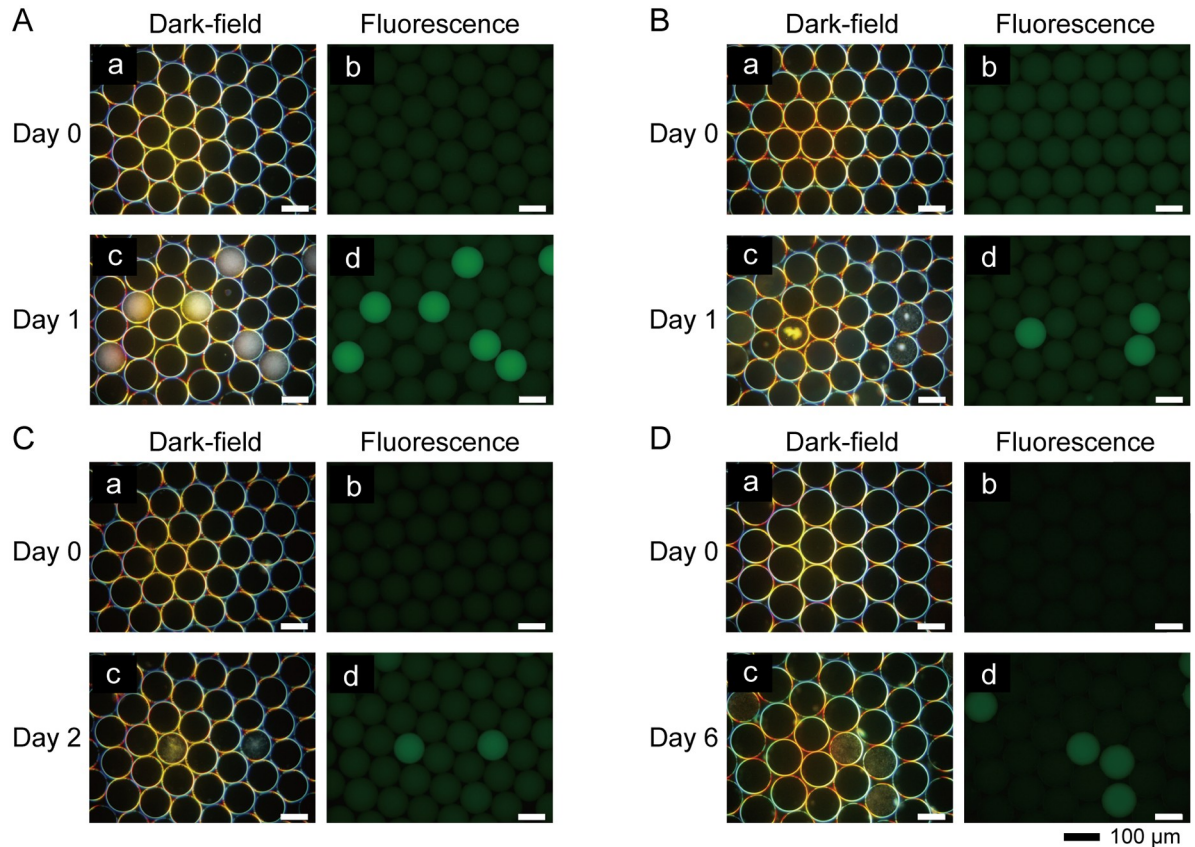 A Dark-field Fluorescence
B Dark-field Fluorescence
a b a b
Day 0 Day 0
c d c d
Day 1 Day 1
C Dark-field Fluorescence
D Dark-field Fluorescence
a b a b
Day 0 Day 0
c d c d
Day 2 Day 6
100 µm